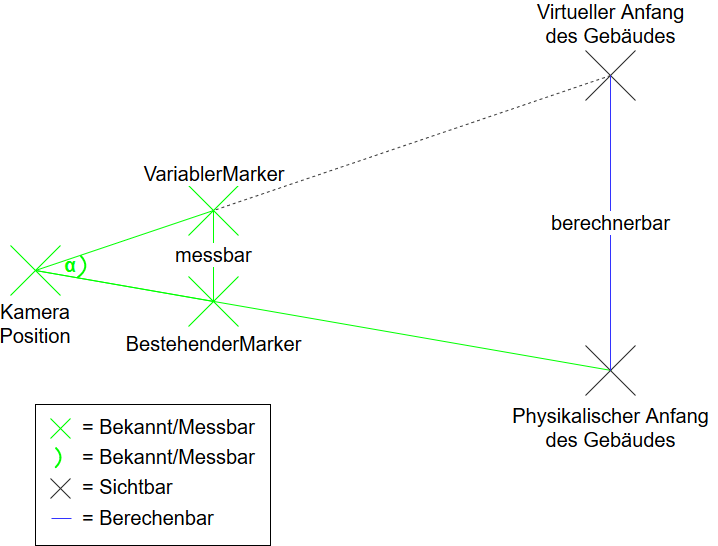 Virtueller Anfang
des Gebäudes
VariablerMarker
messbar
berechnerbar
α
Kamera
Position
BestehenderMarker
Physikalischer Anfang
des Gebäudes
= Bekannt/Messbar
= Bekannt/Messbar
= Sichtbar
= Berechenbar